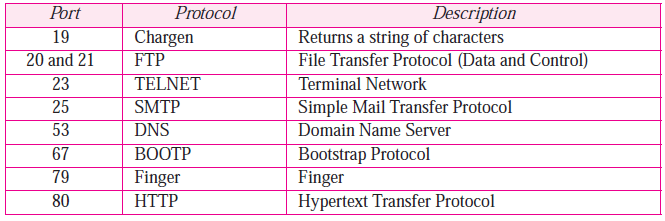 Port Protocol Description
19 Chargen Returns a string of characters
20 and 21 FTP File Transfer Protocol (Data and Control)
23 TELNET Terminal Network
25 SMTP Simple Mail Transfer Protocol
53 DNS Domain Name Server
67 BOOTP Bootstrap Protocol
79 Finger Finger
80 HTTP Hypertext Transfer Protocol